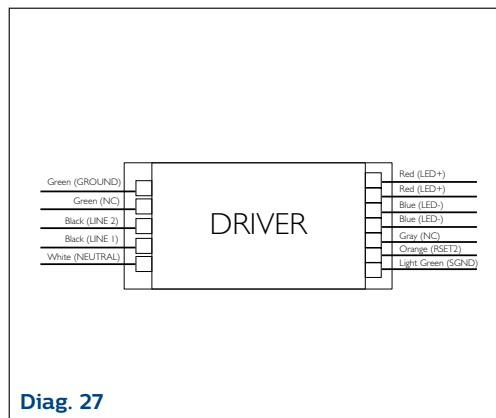 Green (GROUND)
Green (NC)
Black (LINE 2)
Black (LINE 1)
White (NEUTRAL)
DRIVER
Red (LED+)
Red (LED+)
Blue (LED-)
Blue (LED-)
Gray (NC)
Orange (RSET2)
Light Green (SGND)
Diag. 27